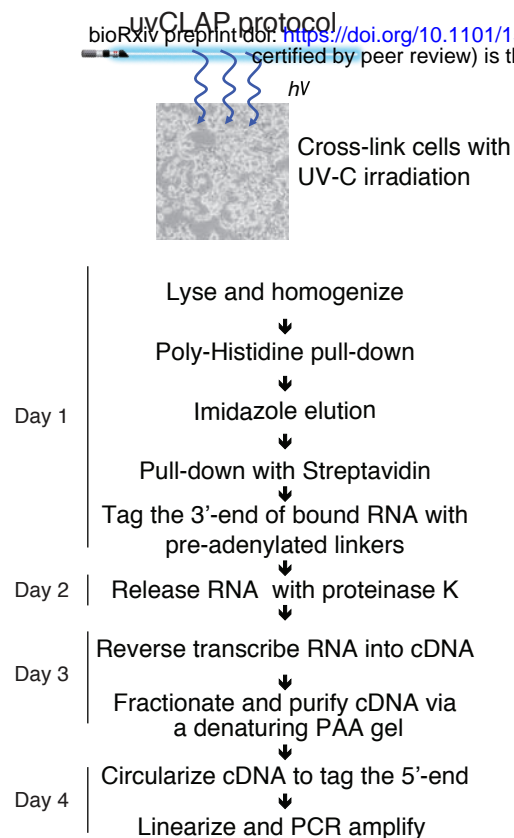 uvCLAP protocol
bioRxiv preprint doi: https://doi.org/10.1101/1
certified by peer review) is th
hν
Cross-link cells with
UV-C irradiation
Lyse and homogenize
Poly-Histidine pull-down
Imidazole elution
Day 1
Pull-down with Streptavidin
Tag the 3'-end of bound RNA with
pre-adenylated linkers
Day 2
Release RNA with proteinase K
Reverse transcribe RNA into cDNA
Day 3
Fractionate and purify cDNA via
a denaturing PAA gel
Circularize cDNA to tag the 5'-end
Day 4
Linearize and PCR amplify